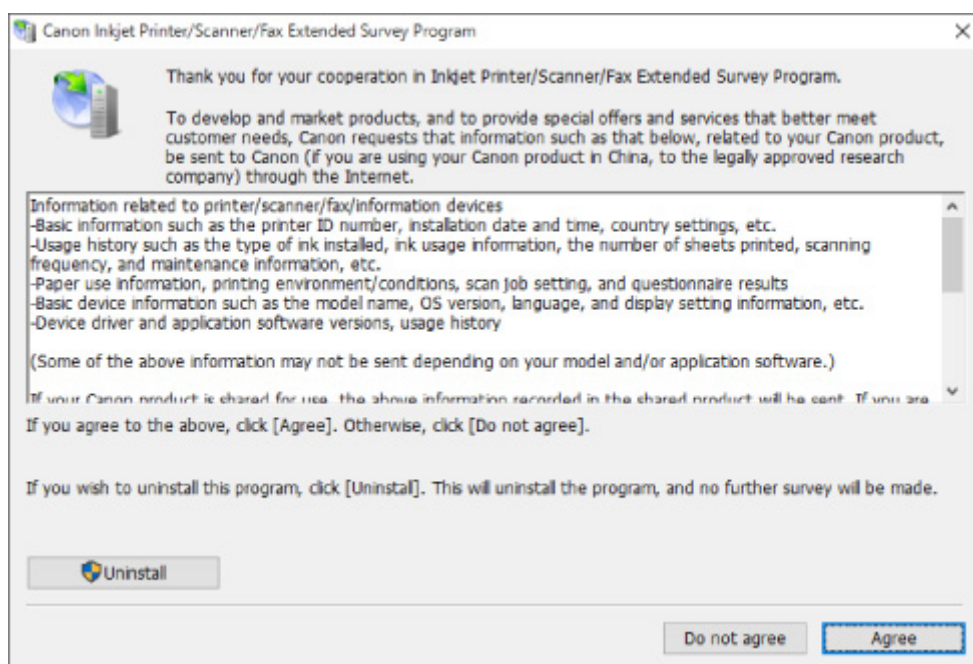 Canon Inkjet Printer/Scanner/Fax Extended Survey Program
Thank you for your cooperation in Inkjet Printer/Scanner/Fax Extended Survey Program.
To develop and market products, and to provide special offers and services that better meet
customer needs, Canon requests that information such as that below, related to your Canon product,
be sent to Canon (if you are using your Canon product in China, to the legally approved research
company) through the Internet.
Information related to printer/scanner/fax/information devices
-Basic information such as the printer ID number, installation date and time, country settings, etc.
-Usage history such as the type of ink installed, ink usage information, the number of sheets printed, scanning
frequency, and maintenance information, etc.
-Paper use information, printing environment/conditions, scan job setting, and questionnaire results
-Basic device information such as the model name, OS version, language, and display setting information, etc.
-Device driver and application software versions, usage history
(Some of the above information may not be sent depending on your model and/or application software.)
If your Canon product is shared for use, the above information recorded in the shared product will be sent. If you are
If you agree to the above, click [Agree]. Otherwise, click [Do not agree].
If you wish to uninstall this program, click [Uninstall]. This will uninstall the program, and no further survey will be made.
Uninstall
Do not agree
Agree